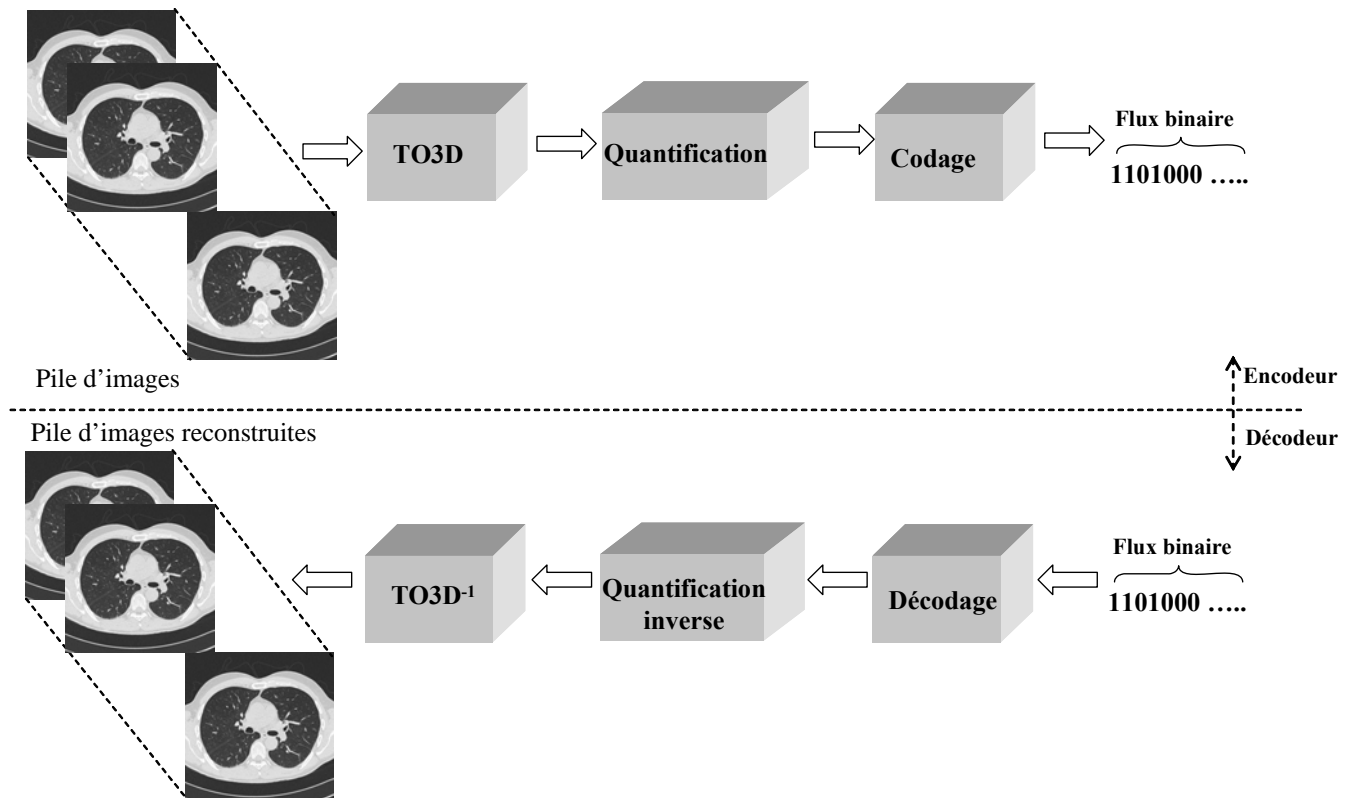 Flux binaire
TO3D
Quantification
Codage
1101000 …..
Pile d'images
Encodeur
Pile d'images reconstruites
Décodeur
Flux binaire
TO3D-1
Quantification
inverse
Décodage
1101000 …..